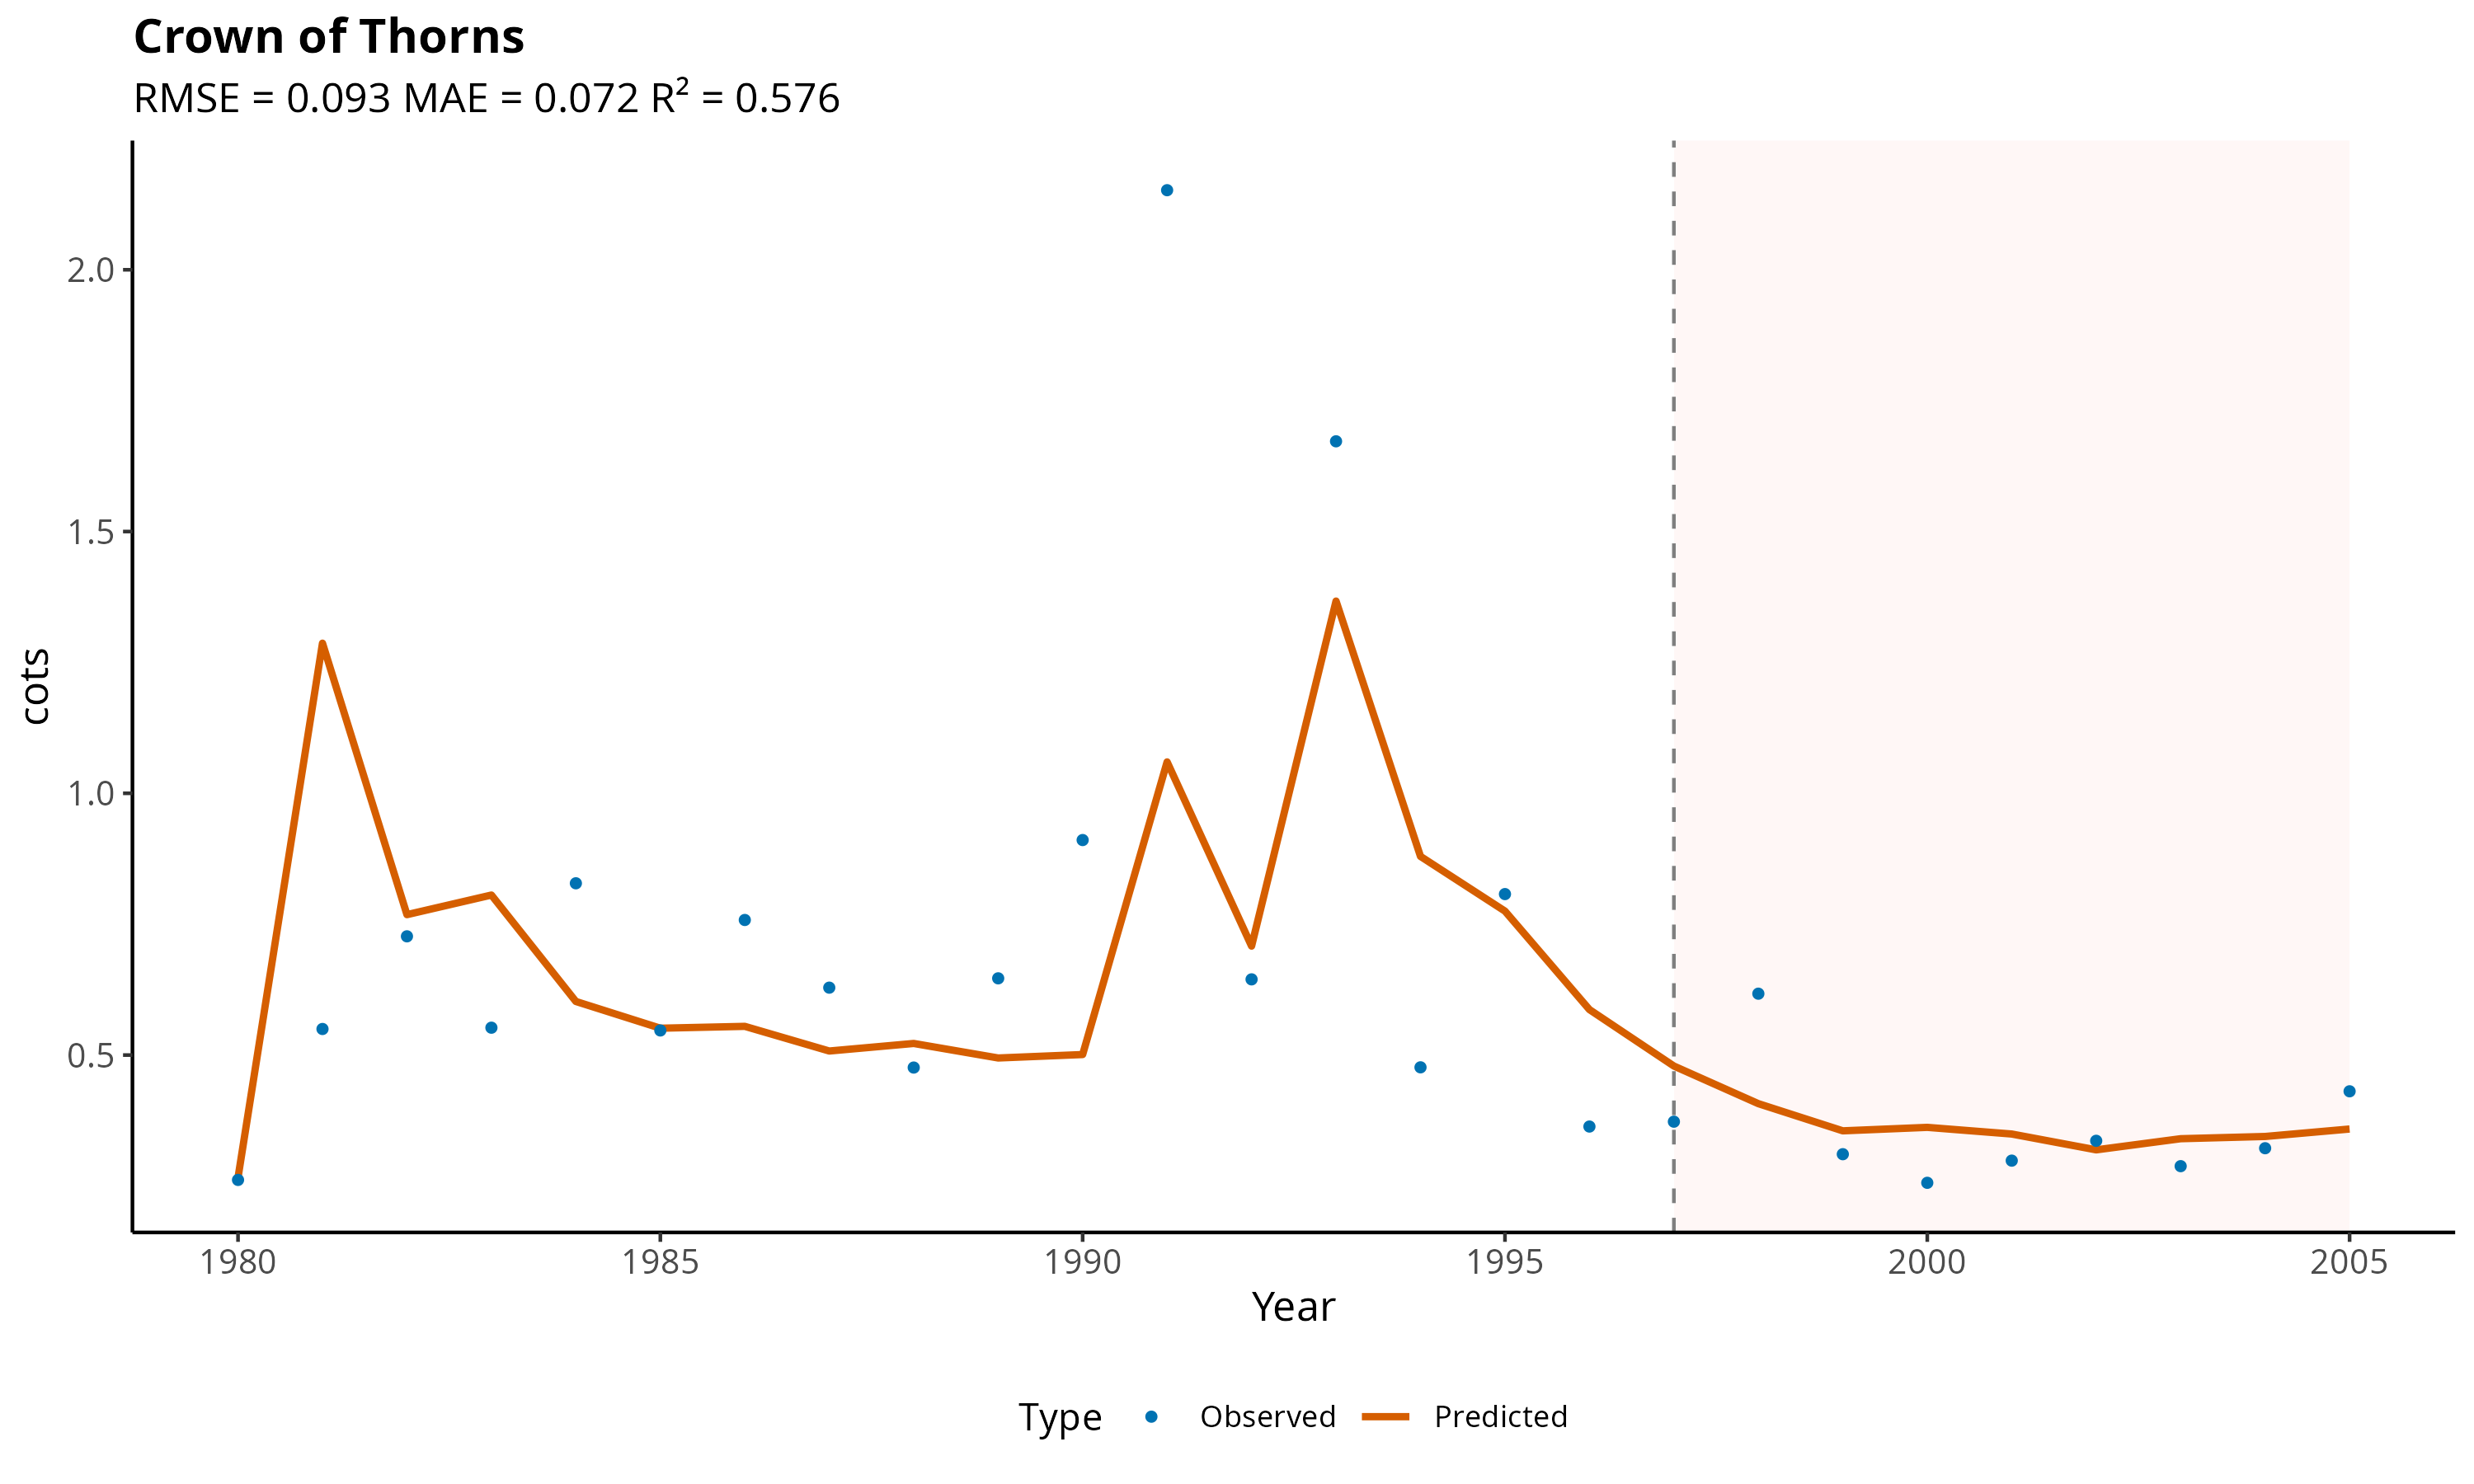 Crown of Thorns
RMSE = 0.093 MAE = 0.072 R² = 0.576
cots
2.0
1.5
1.0
0.5
1980 1985 1990 1995 2000 2005
Year
Type Observed Predicted